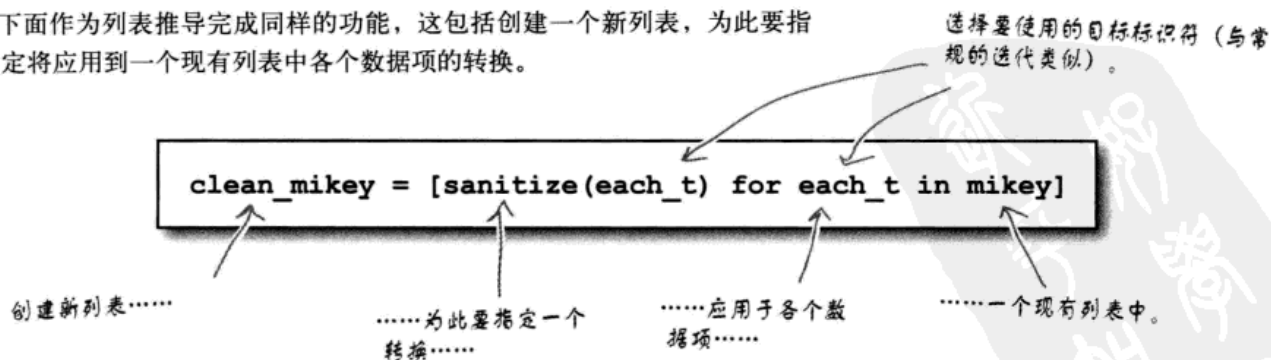 下面作为列表推导完成同样的功能，这包括创建一个新列表，为此要指
定将应用到一个现有列表中各个数据项的转换。
选择要使用的目标标识符（与常
规的迭代类似）。
clean_mikey = [sanitize(each_t) for each_t in mikey]
创建新列表……
……为此要指定一个
转换……
……应用于各个数
据项……
……一个现有列表中。